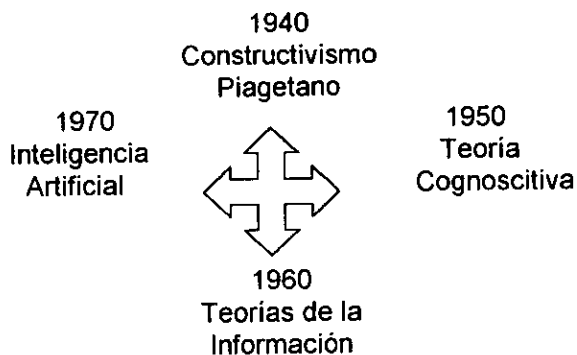 1940
Constructivismo
Piagetano
1970
Inteligencia
Artificial
1950
Teoría
Cognoscitiva
1960
Teorías de la
Información